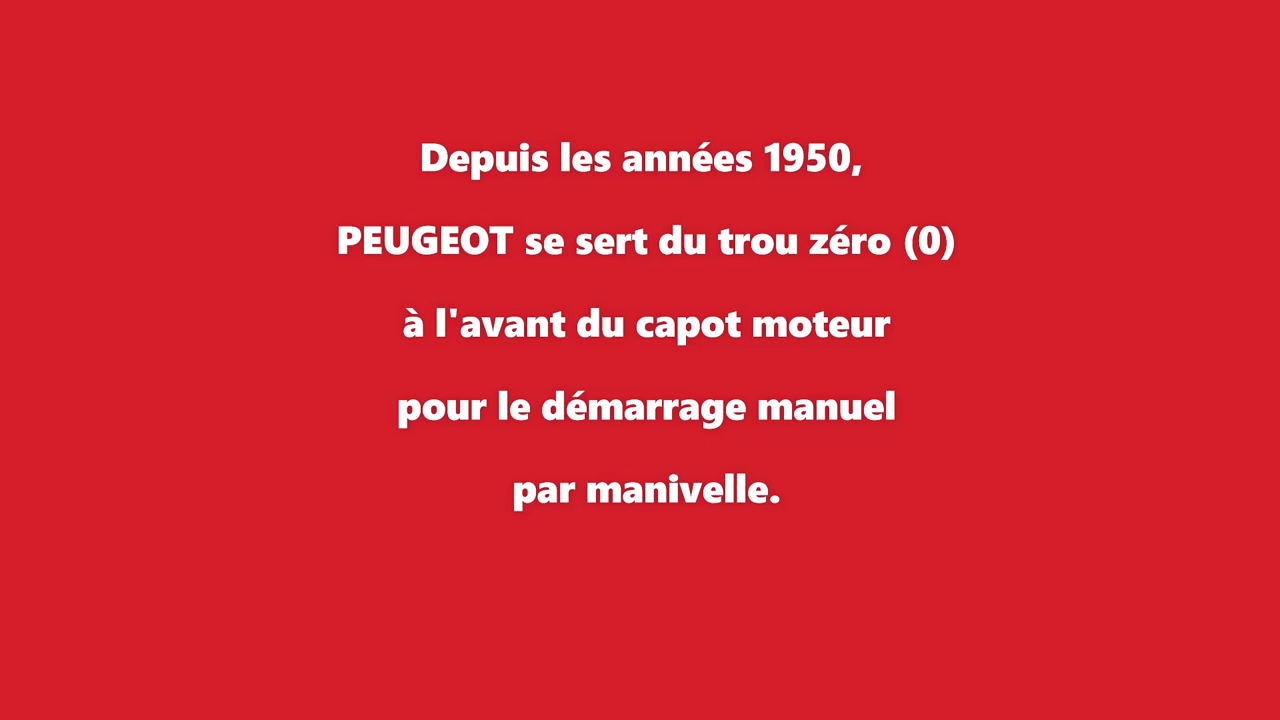 Depuis les années 1950,
PEUGEOT se sert du trou zéro (0)
à l'avant du capot moteur
pour le démarrage manuel
par manivelle.